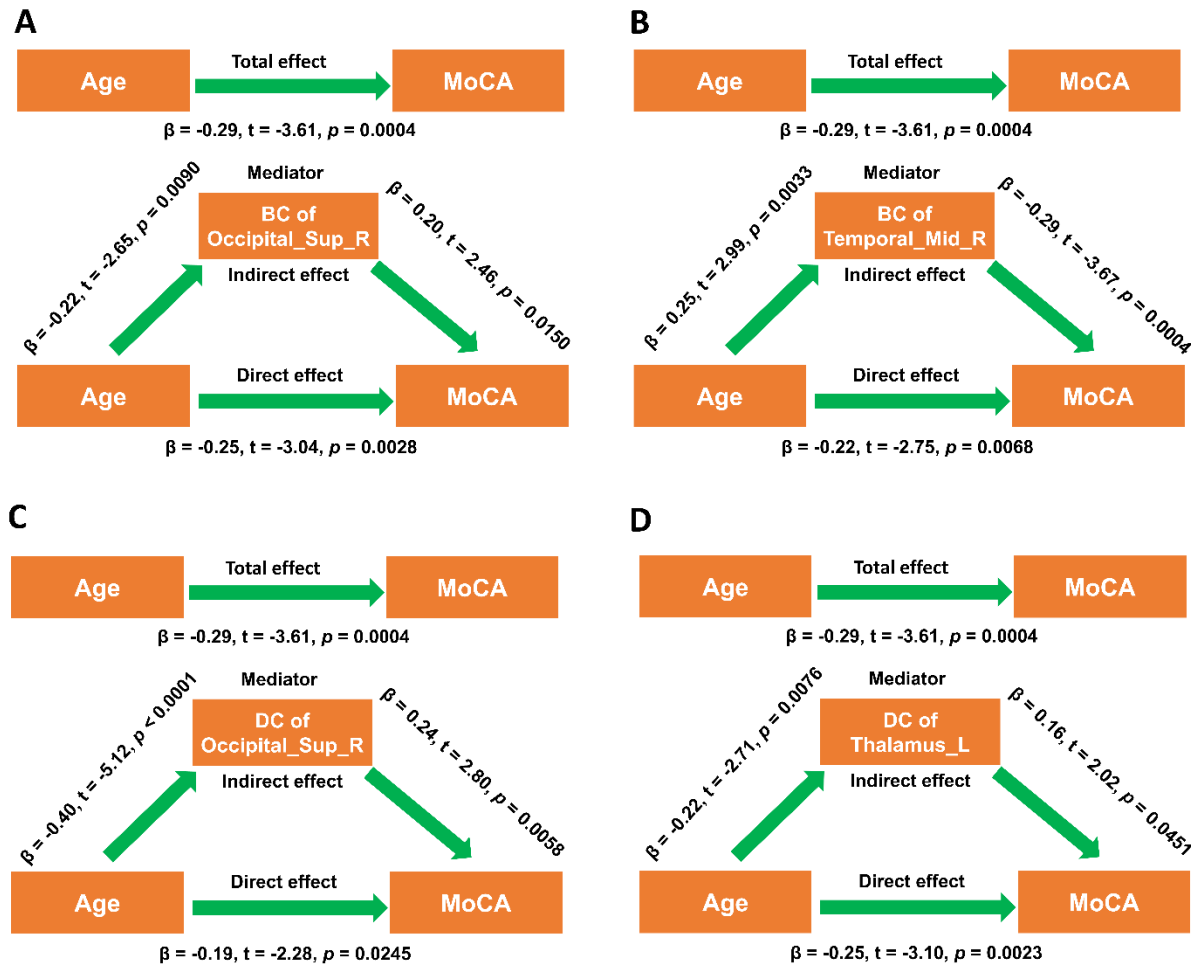 A
Total effect
Age
MoCA
β = -0.29, t = -3.61, p = 0.0004
β = -0.22, t = -2.65, p = 0.0090
Mediator
BC of
Occipital_Sup_R
Indirect effect
β = 0.20, t = 2.46, p = 0.0150
Direct effect
Age
MoCA
β = -0.25, t = -3.04, p = 0.0028
B
Total effect
Age
MoCA
β = -0.29, t = -3.61, p = 0.0004
β = 0.25, t = 2.99, p = 0.0033
Mediator
BC of
Temporal_Mid_R
Indirect effect
β = -0.29, t = -3.67, p = 0.0004
Direct effect
Age
MoCA
β = -0.22, t = -2.75, p = 0.0068
C
Total effect
Age
MoCA
β = -0.29, t = -3.61, p = 0.0004
β = -0.40, t = -5.12, p < 0.0001
Mediator
DC of
Occipital_Sup_R
Indirect effect
β = 0.24, t = 2.80, p = 0.0058
Direct effect
Age
MoCA
β = -0.19, t = -2.28, p = 0.0245
D
Total effect
Age
MoCA
β = -0.29, t = -3.61, p = 0.0004
β = -0.22, t = -2.71, p = 0.0076
Mediator
DC of
Thalamus_L
Indirect effect
β = 0.16, t = 2.02, p = 0.0451
Direct effect
Age
MoCA
β = -0.25, t = -3.10, p = 0.0023